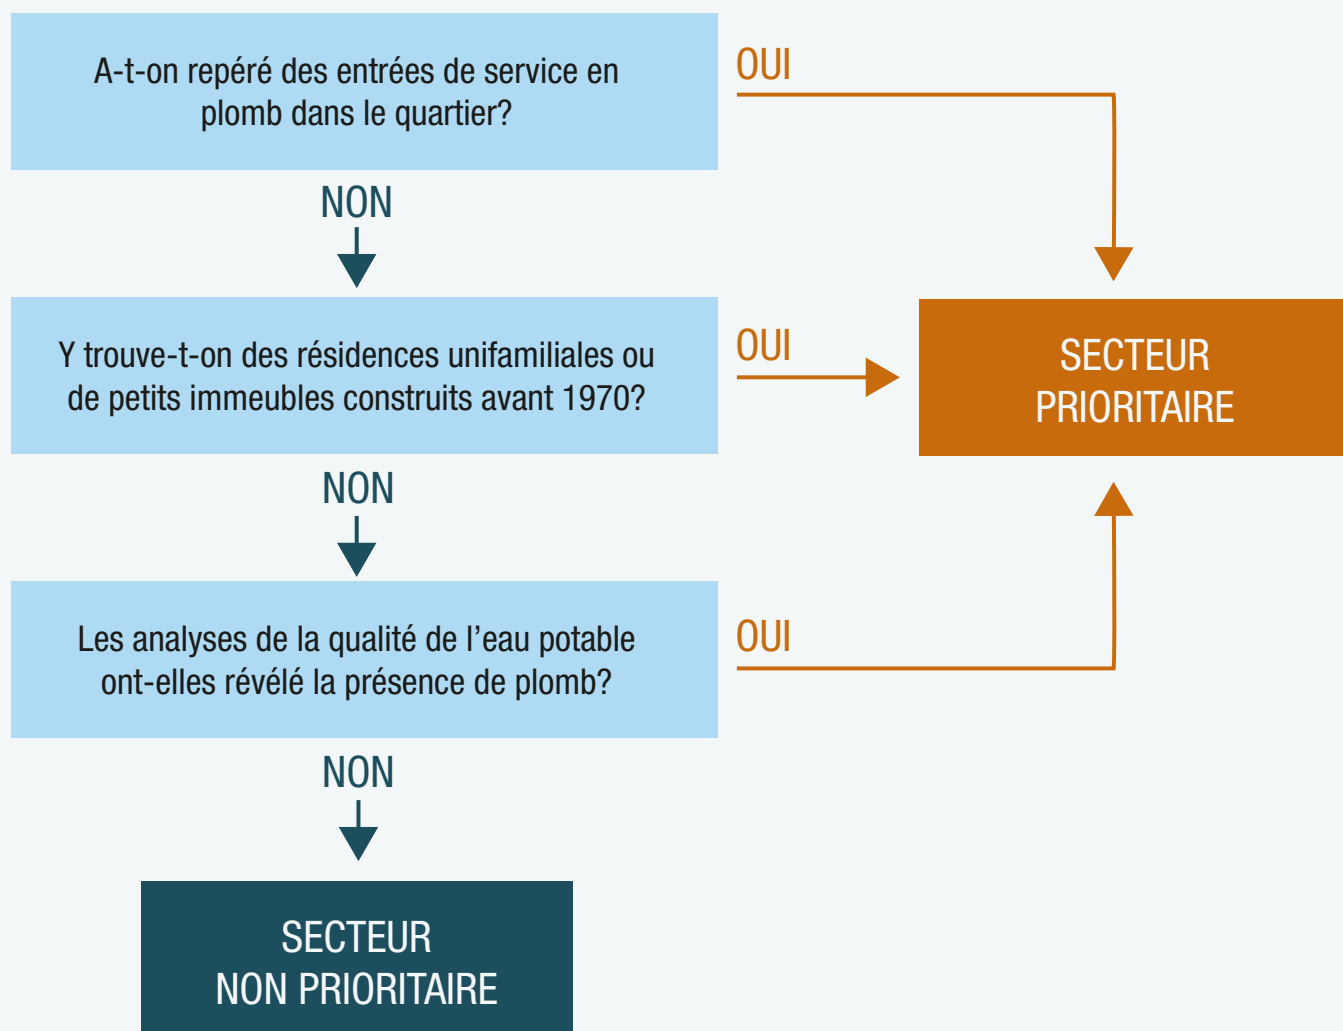 A-t-on repéré des entrées de service en
plomb dans le quartier?
OUI
NON
Y trouve-t-on des résidences unifamiliales ou
de petits immeubles construits avant 1970?
OUI
SECTEUR
PRIORITAIRE
NON
Les analyses de la qualité de l’eau potable
ont-elles révélé la présence de plomb?
OUI
NON
SECTEUR
NON PRIORITAIRE